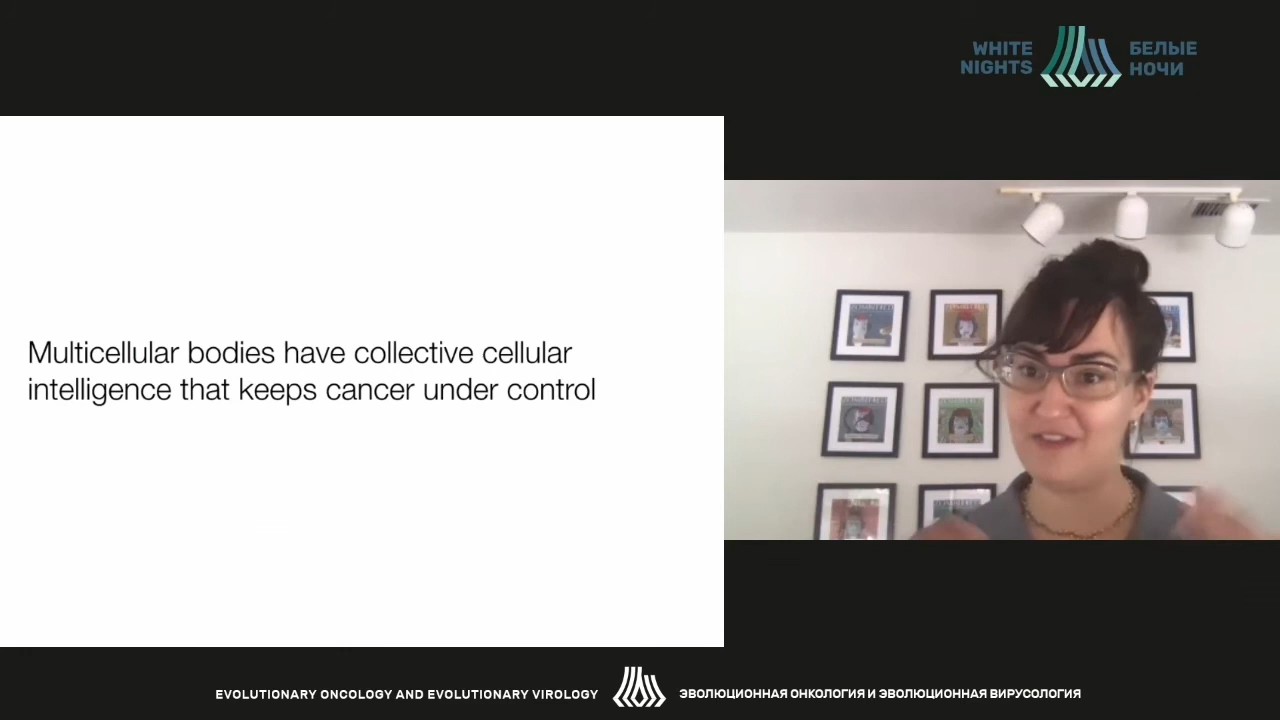 WHITE
NIGHTS
БЕЛЫЕ
НОЧИ
Multicellular bodies have collective cellular
intelligence that keeps cancer under control
EVOLUTIONARY ONCOLOGY AND EVOLUTIONARY VIROLOGY
ЭВОЛЮЦИОННАЯ ОНКОЛОГИЯ И ЭВОЛЮЦИОННАЯ ВИРУСОЛОГИЯ